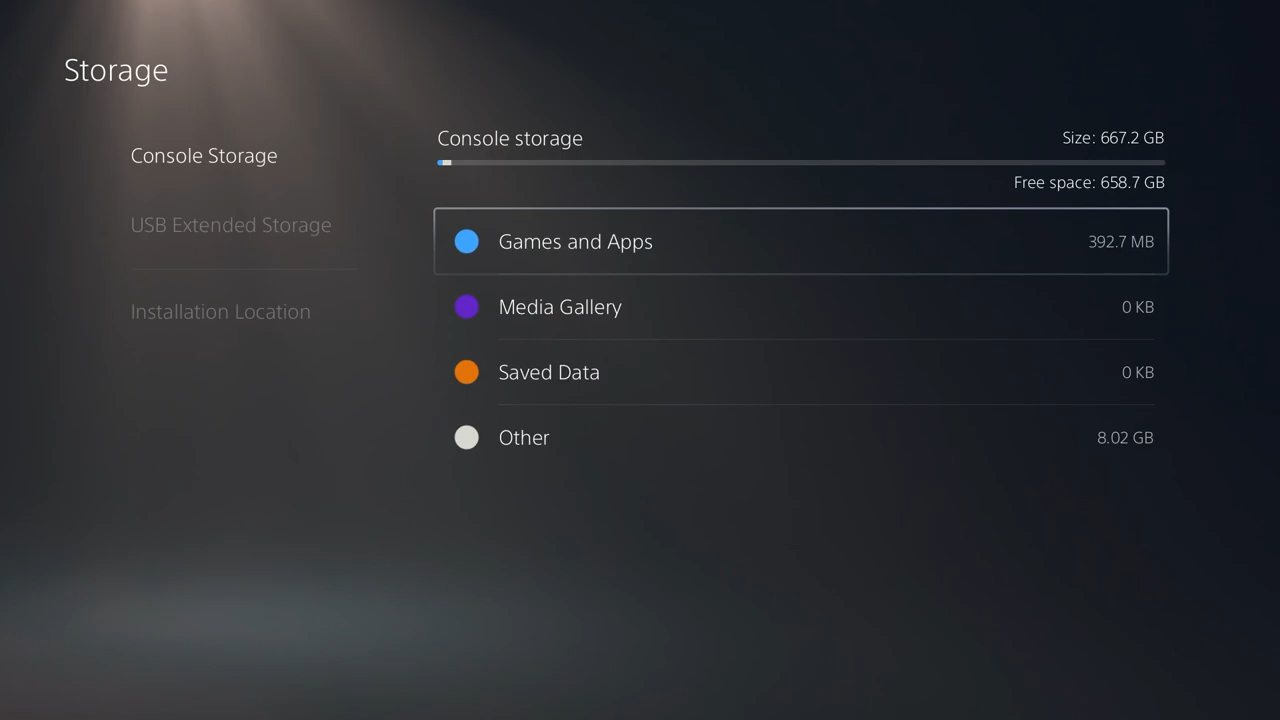 Storage
Console Storage
USB Extended Storage
Installation Location
Console storage
Size: 667.2 GB
Free space: 658.7 GB
Games and Apps 392.7 MB
Media Gallery 0 KB
Saved Data 0 KB
Other 8.02 GB